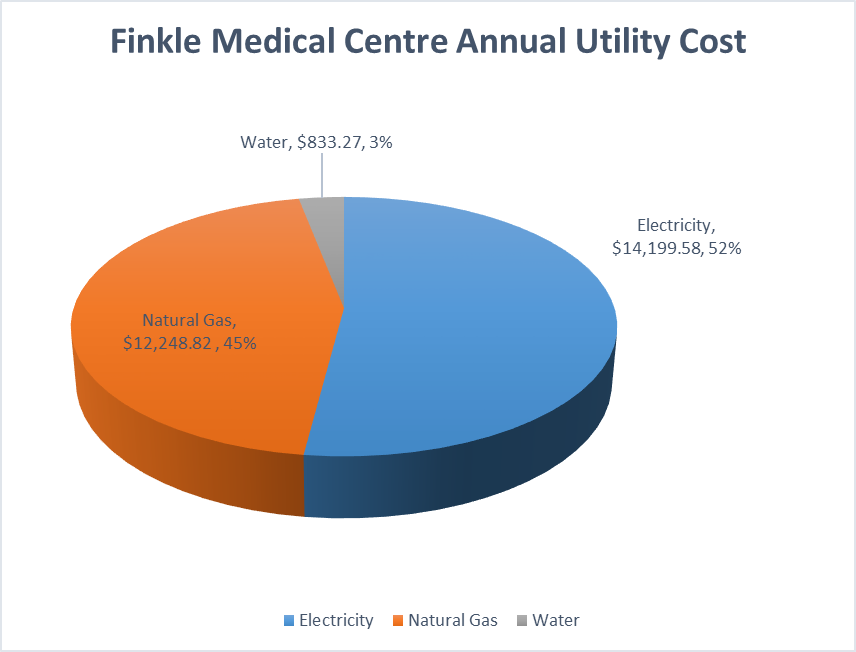 Finkle Medical Centre Annual Utility Cost
Water, $833.27, 3%
Electricity,
$14,199.58, 52%
Natural Gas,
$12,248.82 , 45%
Electricity
Natural Gas
Water